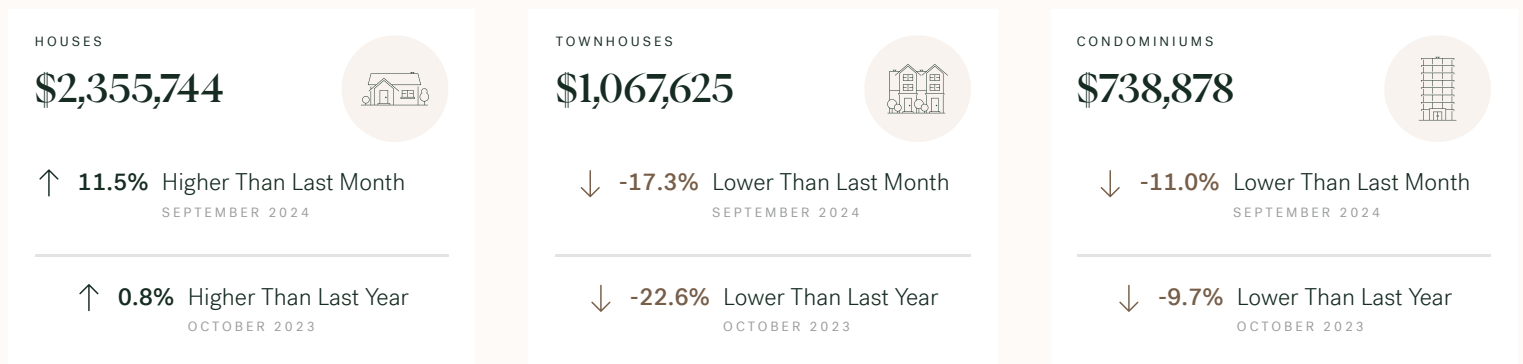 HOUSES
$2,355,744
11.5% Higher Than Last Month
SEPTEMBER 2024
0.8% Higher Than Last Year
OCTOBER 2023
TOWNHOUSES
$1,067,625
-17.3% Lower Than Last Month
SEPTEMBER 2024
-22.6% Lower Than Last Year
OCTOBER 2023
CONDOMINIUMS
$738,878
-11.0% Lower Than Last Month
SEPTEMBER 2024
-9.7% Lower Than Last Year
OCTOBER 2023